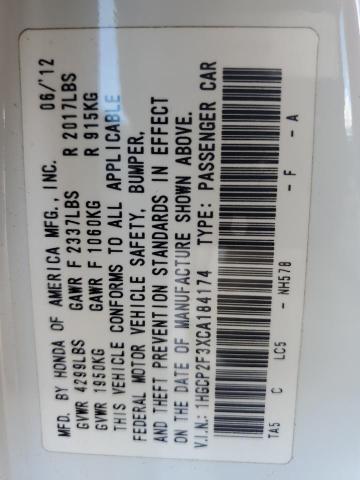 MFD. BY HONDA OF AMERICA MFG., INC. 06/'12
GVWR 4299LBS GAWR F 2337LBS R 2017LBS
GVWR 1950KG GAWR F 1060KG R 915KG
THIS VEHICLE CONFORMS TO ALL APPLICABLE
FEDERAL MOTOR VEHICLE SAFETY, BUMPER,
AND THEFT PREVENTION STANDARDS IN EFFECT
ON THE DATE OF MANUFACTURE SHOWN ABOVE.
V.I.N.: 1HGCP2F3XCA184174 TYPE: PASSENGER CAR
TA5 C LC5 - NH578 - F - A